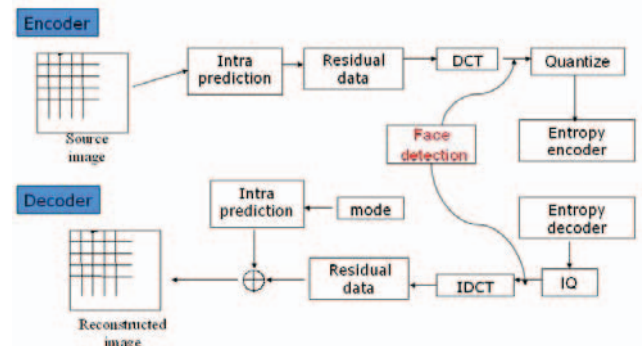 Encoder
Intra
prediction
Residual
data
DCT
Quantize
Source
image
Face
detection
Entropy
encoder
Decoder
Intra
prediction
mode
Entropy
decoder
Residual
data
IDCT
IQ
Reconstructed
image